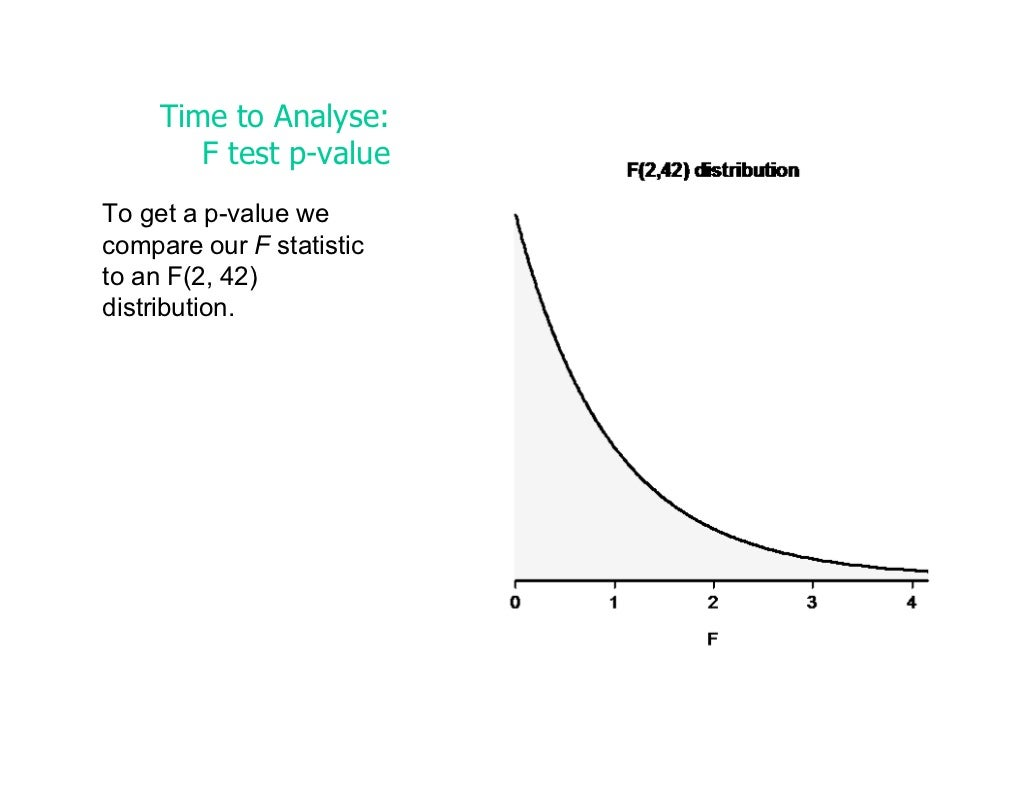 Time to Analyse:
F test p-value
To get a p-value we
compare our F statistic
to an F(2, 42)
distribution.
F(2,42) distribution
0 1 2 3 4
F